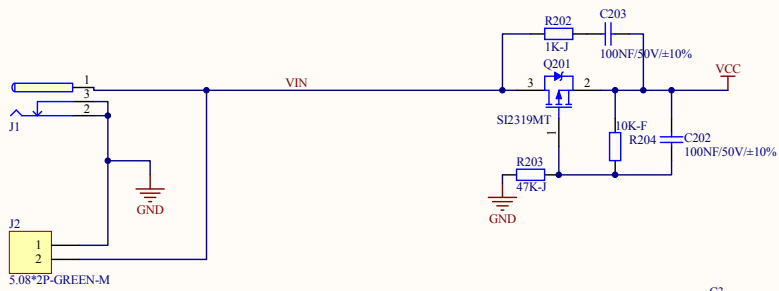 C203
R202
1K-J
100NF/50V/±10%
Q201
VCC
1
VIN
3
2
3
2
J1
SI2319MT
10K-F
R204
C202
100NF/50V/±10%
1
R203
47K-J
GND
GND
J2
1
2
5.08*2P-GREEN-M